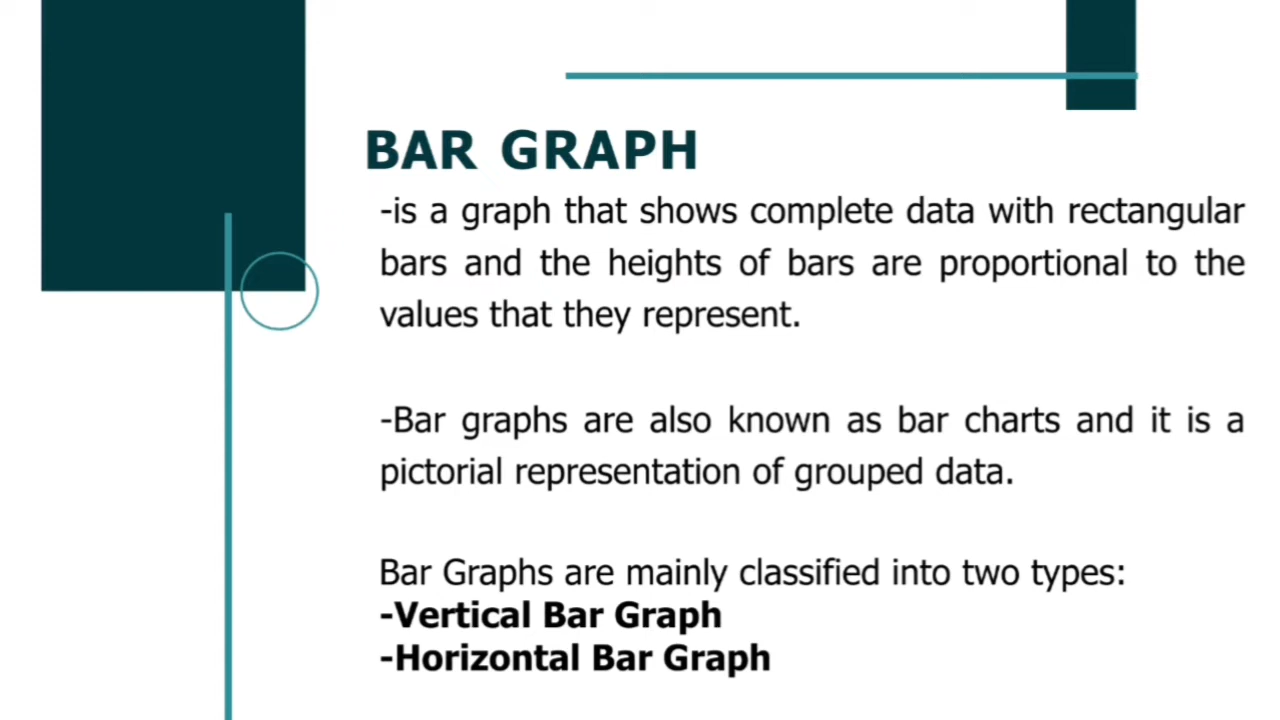 BAR GRAPH
-is a graph that shows complete data with rectangular
bars and the heights of bars are proportional to the
values that they represent.
-Bar graphs are also known as bar charts and it is a
pictorial representation of grouped data.
Bar Graphs are mainly classified into two types:
-Vertical Bar Graph
-Horizontal Bar Graph